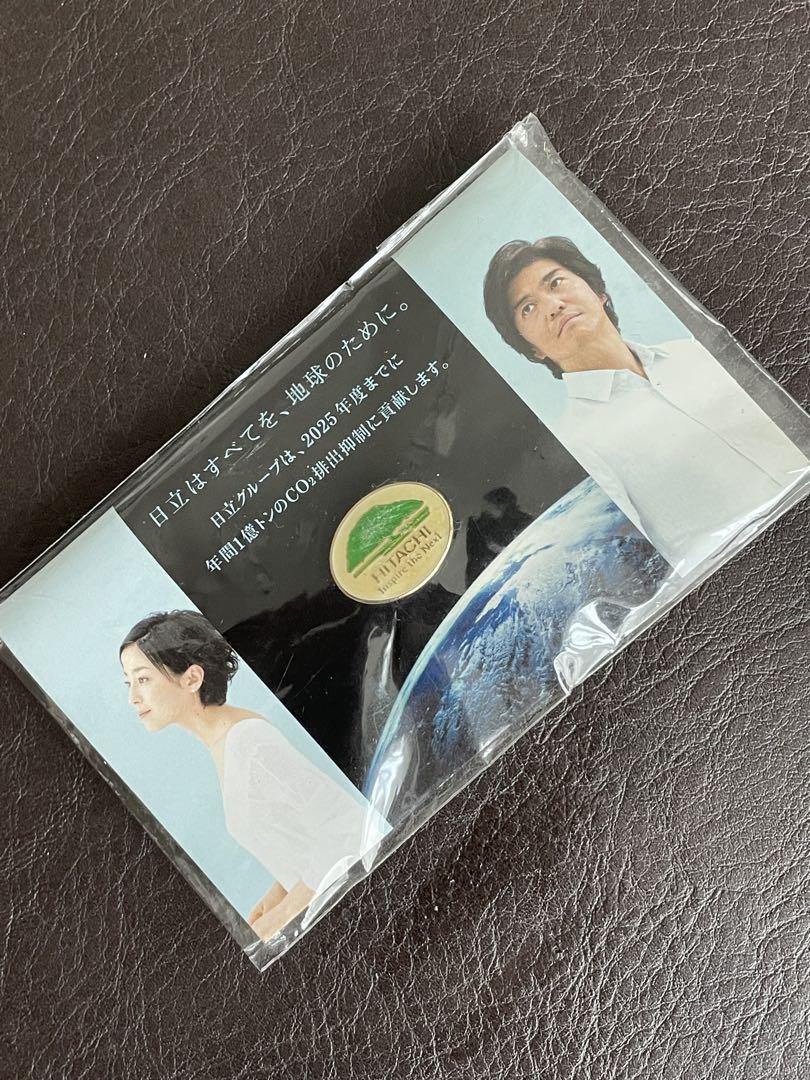 日立はすべてを、地球のために。
日立グループは、2025年度までに
年間1億トンのCO₂排出抑制に貢献します。
HITACHI
Inspire the Next